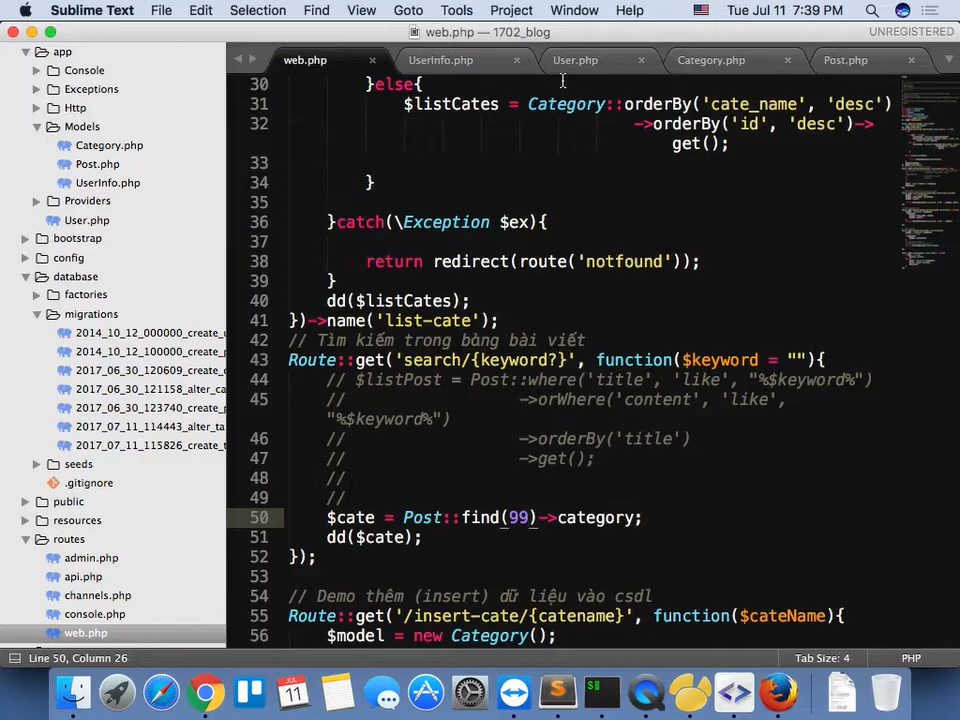 Sublime Text File Edit Selection Find View Goto Tools Project Window Help Tue Jul 11 7:39 PM
web.php — 1702_blog UNREGISTERED
web.php × UserInfo.php × User.php × Category.php × Post.php ×
app
Console
Exceptions
Http
Models
Category.php
Post.php
UserInfo.php
Providers
User.php
bootstrap
config
database
factories
migrations
2014_10_12_000000_create_u
2014_10_12_100000_create_p
2017_06_30_120609_create_c
2017_06_30_121158_alter_ca
2017_06_30_123740_create_p
2017_07_11_114443_alter_ta
2017_07_11_115826_create_t
seeds
.gitignore
public
resources
routes
admin.php
api.php
channels.php
console.php
web.php
30 }else{
31 $listCates = Category::orderBy('cate_name', 'desc')
32 ->orderBy('id', 'desc')->
get();
33
34 }
35
36 }catch(\Exception $ex){
37
38 return redirect(route('notfound'));
39 }
40 dd($listCates);
41 })->name('list-cate');
42 // Tìm kiếm trong bảng bài viết
43 Route::get('search/{keyword?}', function($keyword = ""){
44 // $listPost = Post::where('title', 'like', "%$keyword%")
45 // ->orWhere('content', 'like',
"%$keyword%")
46 // ->orderBy('title')
47 // ->get();
48 //
49 //
50 $cate = Post::find(99)->category;
51 dd($cate);
52 });
53
54 // Demo thêm (insert) dữ liệu vào csdl
55 Route::get('/insert-cate/{catename}', function($cateName){
56 $model = new Category();
Line 50, Column 26 Tab Size: 4 PHP
JUL
11